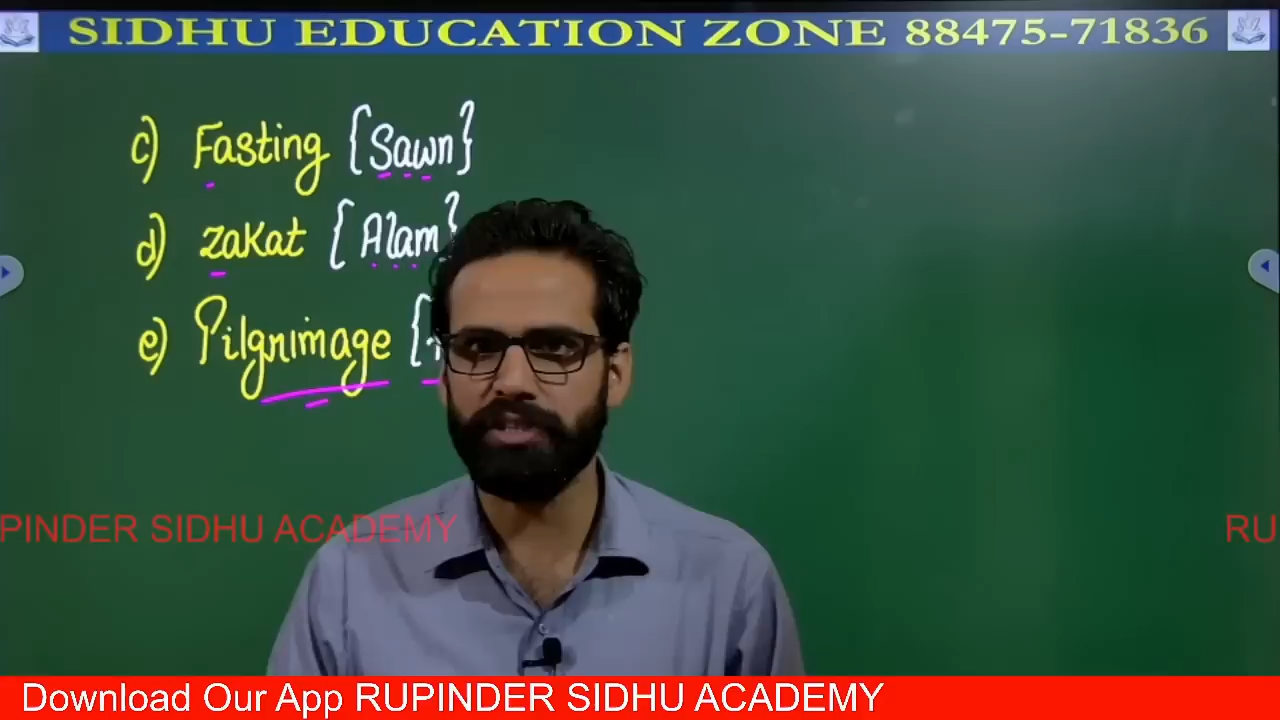 SIDHU EDUCATION ZONE 88475-71836
c) Fasting {Sawn}
d) Zakat {Alam}
e) Pilgrimage {
PINDER SIDHU ACADEMY RU
Download Our App RUPINDER SIDHU ACADEMY